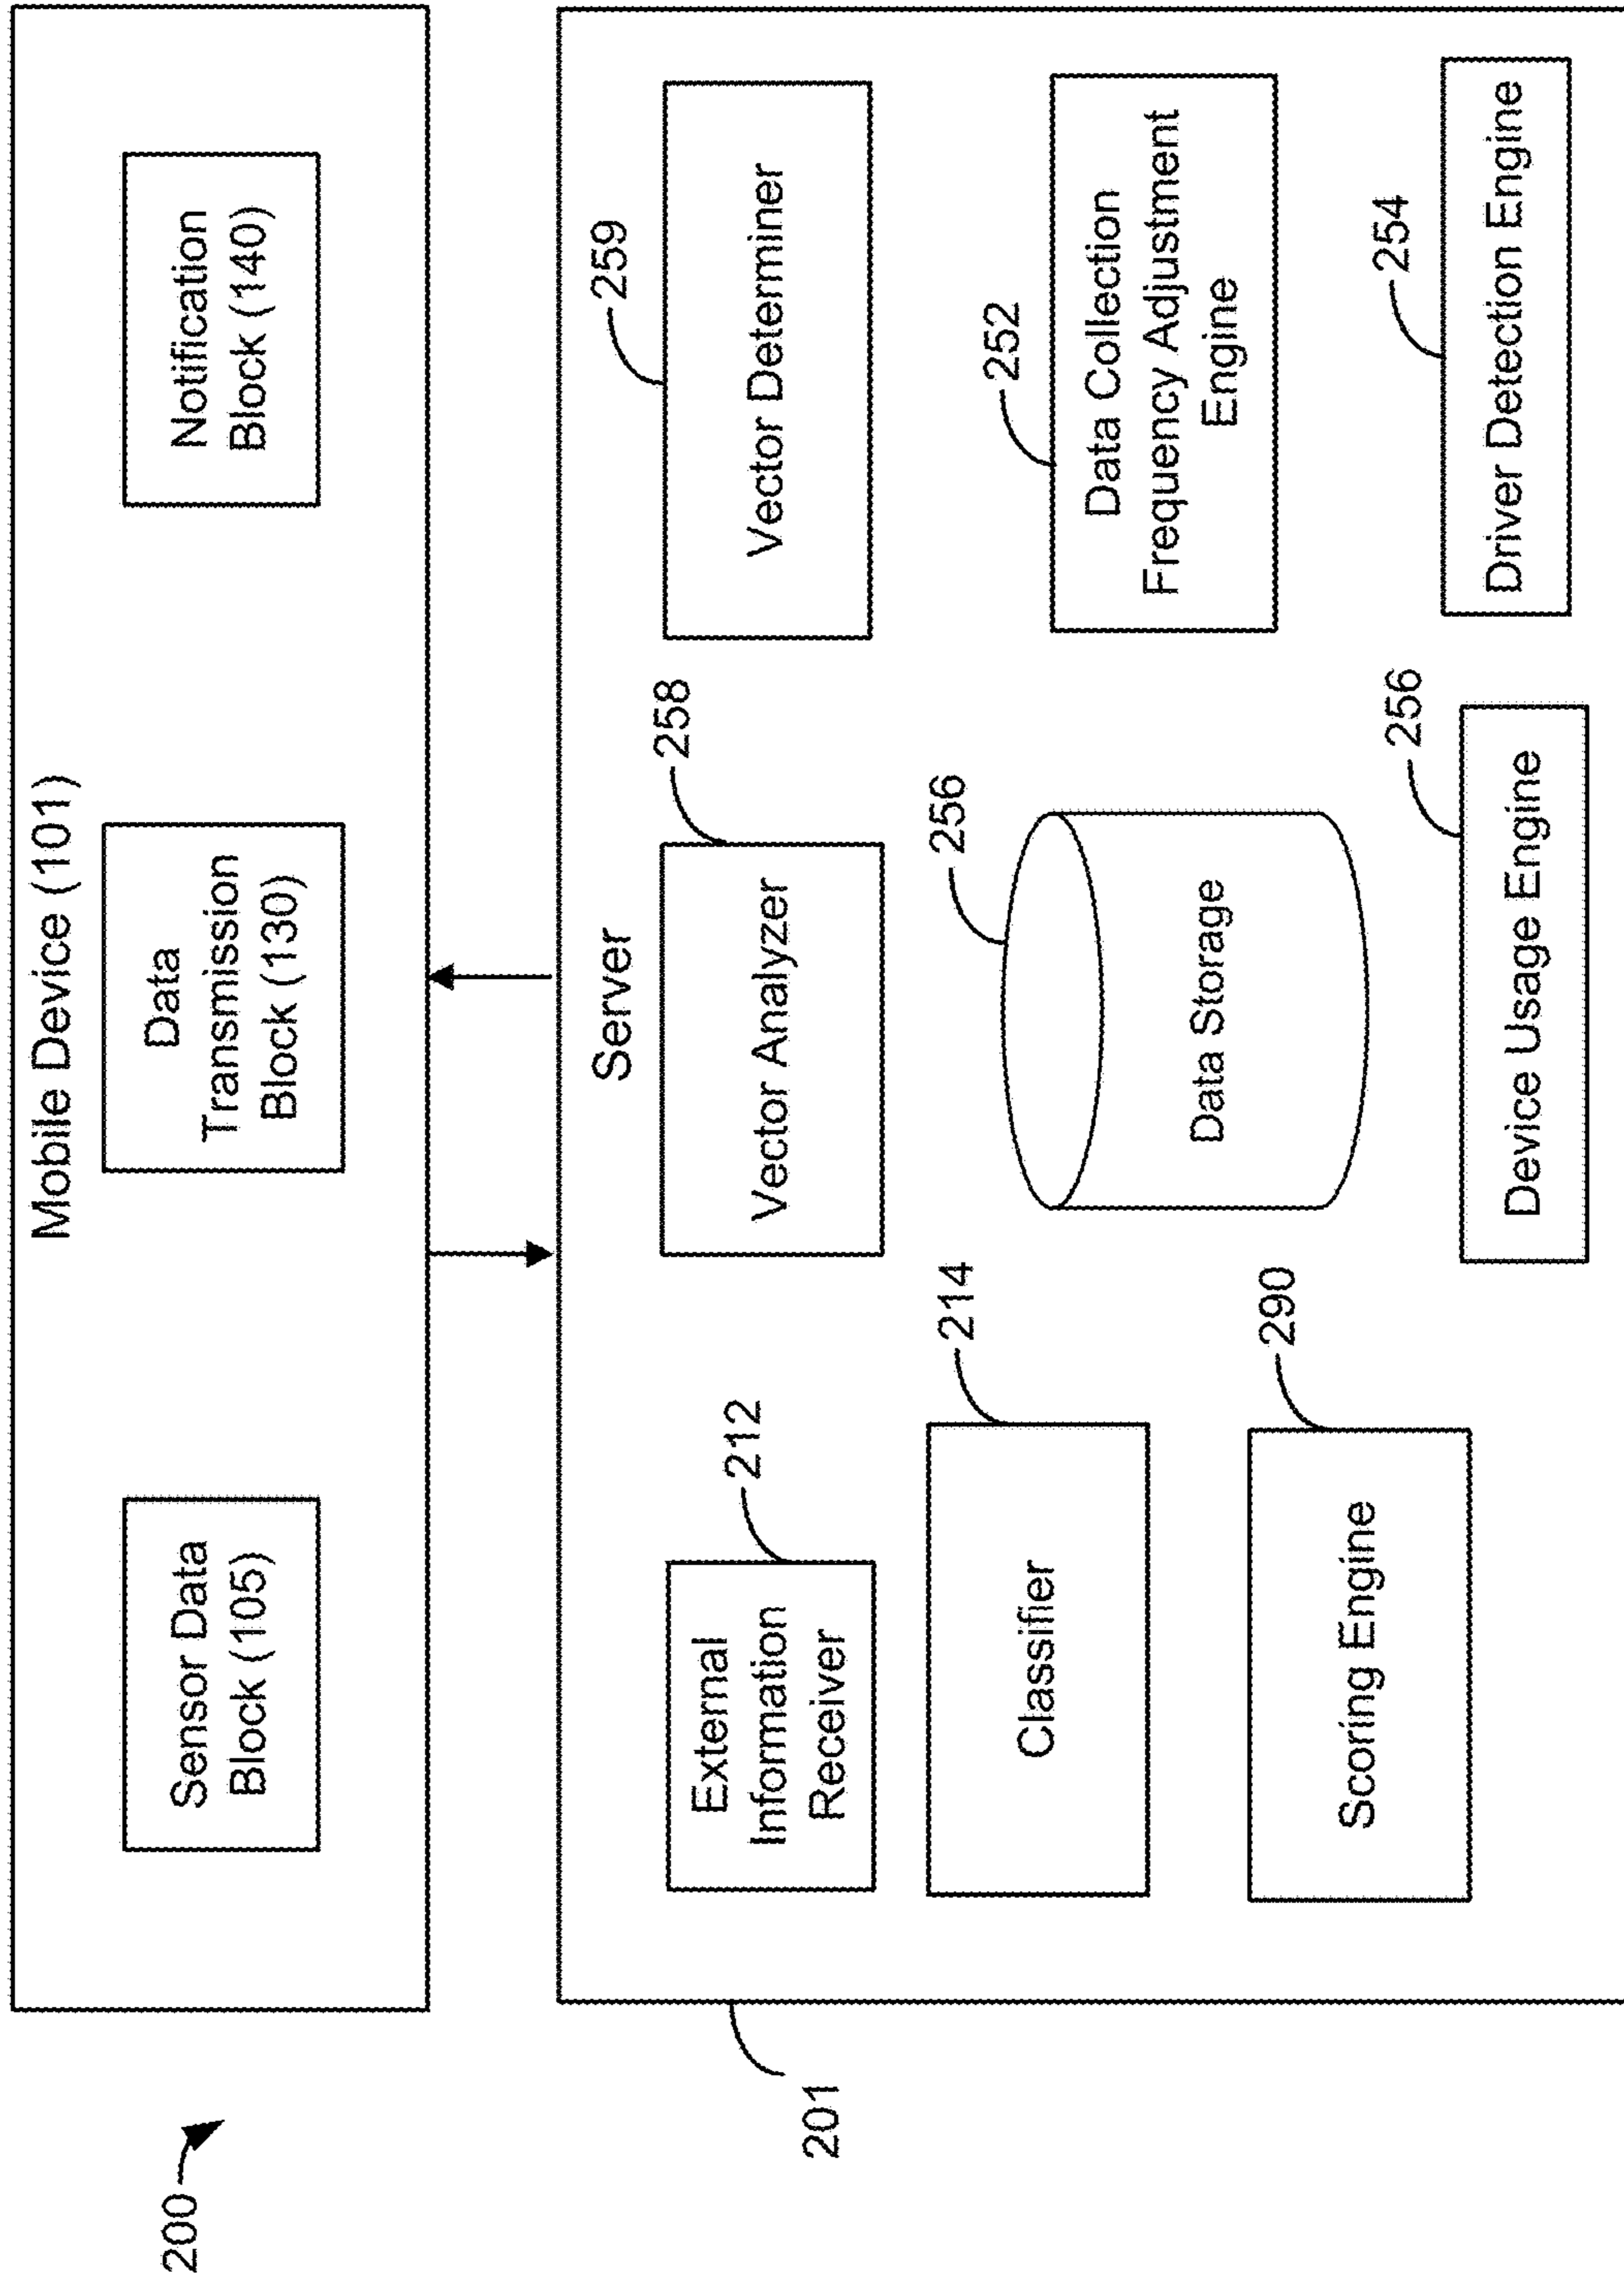 200
Mobile Device (101)
Sensor Data
Block (105)
Data
Transmission
Block (130)
Notification
Block (140)
201
Server
External
Information
Receiver
212
Vector Analyzer
258
Vector Determiner
259
Classifier
214
Data Storage
256
Data Collection
Frequency Adjustment
Engine
252
Scoring Engine
290
Device Usage Engine
256
Driver Detection Engine
254